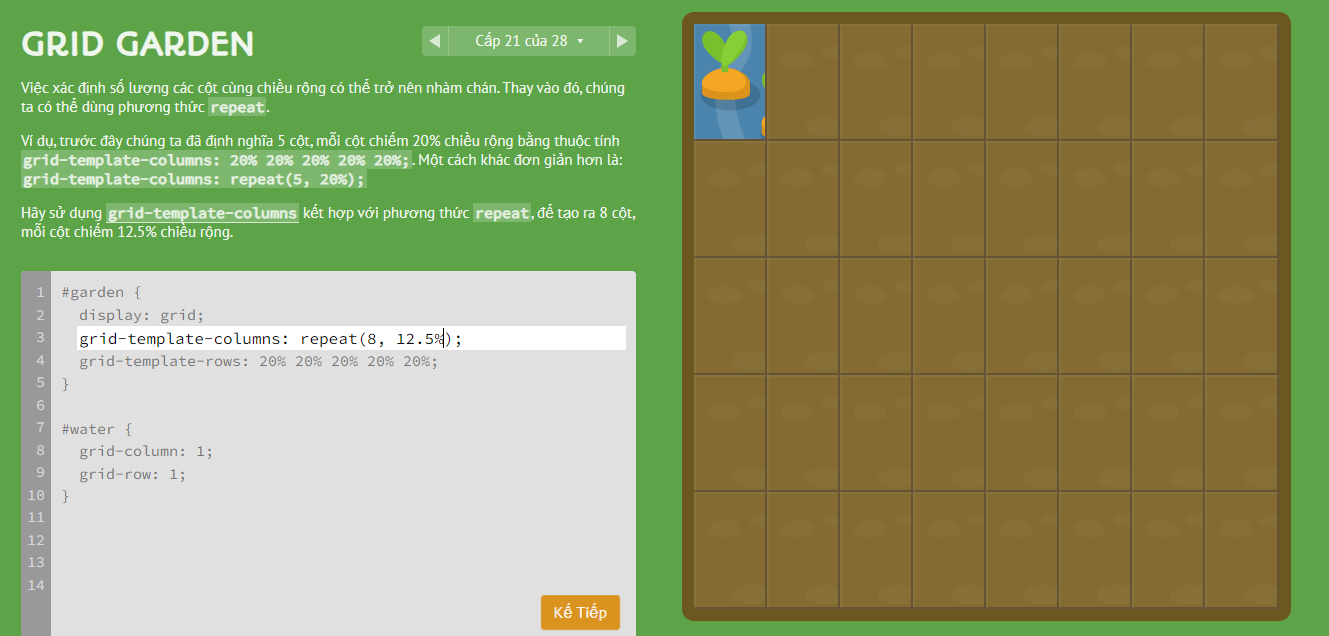 GRID GARDEN
◀ Cấp 21 của 28 ▾ ▶
Việc xác định số lượng các cột cùng chiều rộng có thể trở nên nhàm chán. Thay vào đó, chúng
ta có thể dùng phương thức repeat.
Ví dụ, trước đây chúng ta đã định nghĩa 5 cột, mỗi cột chiếm 20% chiều rộng bằng thuộc tính
grid-template-columns: 20% 20% 20% 20% 20%;. Một cách khác đơn giản hơn là:
grid-template-columns: repeat(5, 20%);
Hãy sử dụng grid-template-columns kết hợp với phương thức repeat, để tạo ra 8 cột,
mỗi cột chiếm 12.5% chiều rộng.
1 #garden {
2 display: grid;
3 grid-template-columns: repeat(8, 12.5%);
4 grid-template-rows: 20% 20% 20% 20% 20%;
5 }
6
7 #water {
8 grid-column: 1;
9 grid-row: 1;
10 }
11
12
13
14
Kế Tiếp